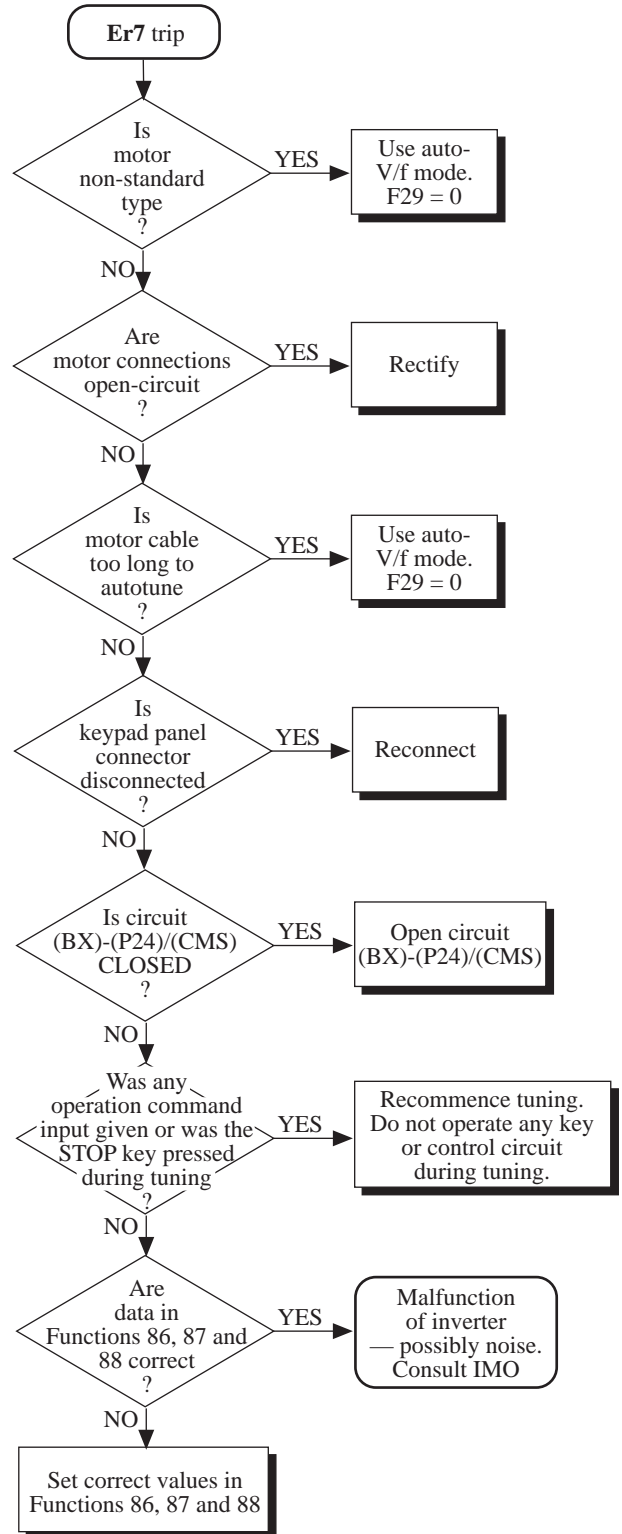 Er7 trip
Is
motor
non-standard
type
?
YES
Use auto-
V/f mode.
F29 = 0
NO
Are
motor connections
open-circuit
?
YES
Rectify
NO
Is
motor cable
too long to
autotune
?
YES
Use auto-
V/f mode.
F29 = 0
NO
Is
keypad panel
connector
disconnected
?
YES
Reconnect
NO
Is circuit
(BX)-(P24)/(CMS)
CLOSED
?
YES
Open circuit
(BX)-(P24)/(CMS)
NO
Was any
operation command
input given or was the
STOP key pressed
during tuning
?
YES
Recommence tuning.
Do not operate any key
or control circuit
during tuning.
NO
Are
data in
Functions 86, 87 and
88 correct
?
YES
Malfunction
of inverter
— possibly noise.
Consult IMO
NO
Set correct values in
Functions 86, 87 and 88